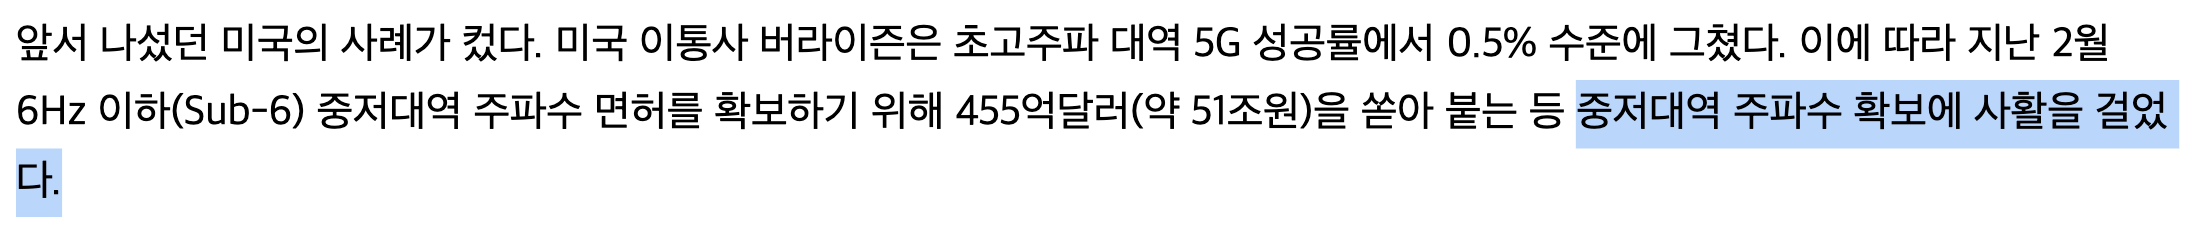 앞서 나섰던 미국의 사례가 컸다. 미국 이통사 버라이즌은 초고주파 대역 5G 성공률에서 0.5% 수준에 그쳤다. 이에 따라 지난 2월
6Hz 이하(Sub-6) 중저대역 주파수 면허를 확보하기 위해 455억달러(약 51조원)을 쏟아 붙는 등 중저대역 주파수 확보에 사활을 걸었
다.